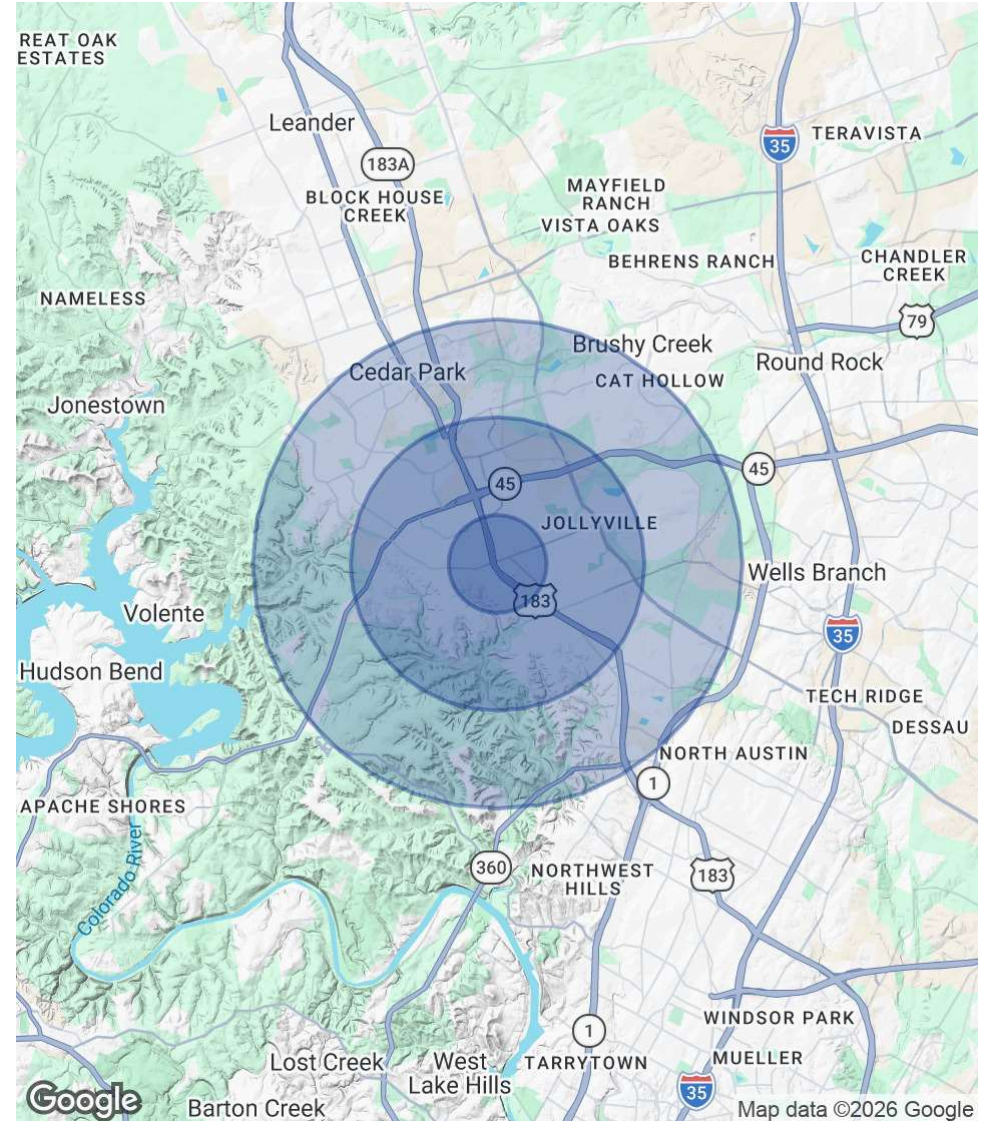 REAT OAK
ESTATES
TERAVISTA
35
Leander
183A
BLOCK HOUSE
CREEK
MAYFIELD
RANCH
VISTA OAKS
BEHRENS RANCH
CHANDLER
CREEK
NAMELESS
79
Brushy Creek
Round Rock
Cedar Park
CAT HOLLOW
Jonestown
45
45
JOLLYVILLE
Wells Branch
183
Volente
35
Hudson Bend
TECH RIDGE
DESSAU
NORTH AUSTIN
1
APACHE SHORES
Colorado River
360
NORTHWEST
HILLS
183
WINDSOR PARK
1
Lost Creek
West
Lake Hills
TARRYTOWN
MUELLER
35
Google
Barton Creek
Map data ©2026 Google